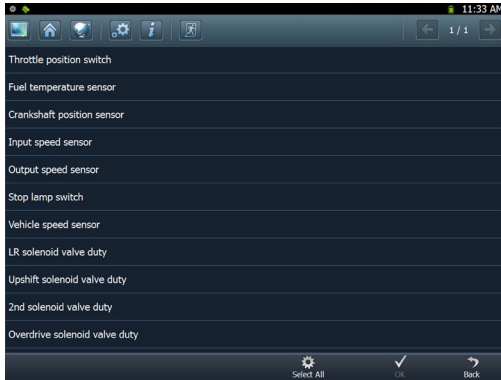 11:33 AM
1 / 1
Throttle position switch
Fuel temperature sensor
Crankshaft position sensor
Input speed sensor
Output speed sensor
Stop lamp switch
Vehicle speed sensor
LR solenoid valve duty
Upshift solenoid valve duty
2nd solenoid valve duty
Overdrive solenoid valve duty
Select All
OK
Back